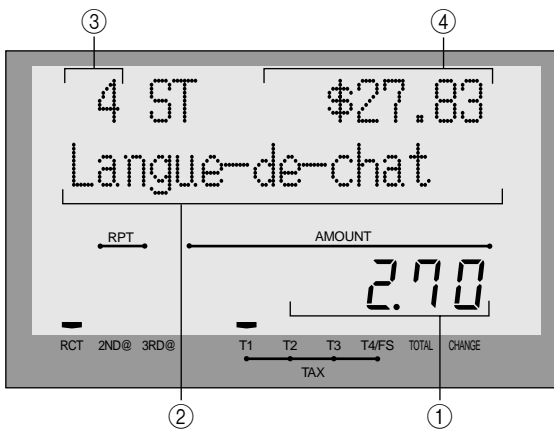 ③ ④
4 ST $27.83
Langue-de-chat
RPT AMOUNT
2.70
RCT 2ND@ 3RD@ T1 T2 T3 T4/FS TOTAL CHANGE
TAX
② ①